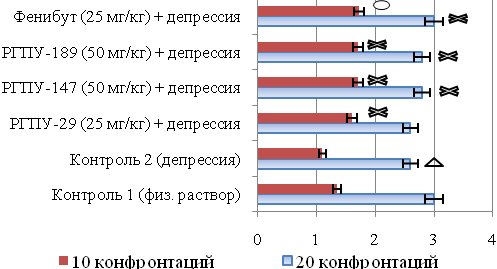 Фенибут (25 мг/кг) + депрессия
РГПУ-189 (50 мг/кг) + депрессия
РГПУ-147 (50 мг/кг) + депрессия
РГПУ-29 (25 мг/кг) + депрессия
Контроль 2 (депрессия)
Контроль 1 (физ. раствор)
0 1 2 3 4
10 конфронтаций 20 конфронтаций